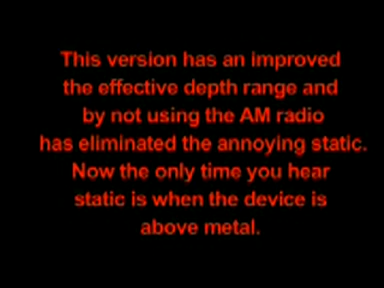 This version has an improved
the effective depth range and
by not using the AM radio
has eliminated the annoying static.
Now the only time you hear
static is when the device is
above metal.